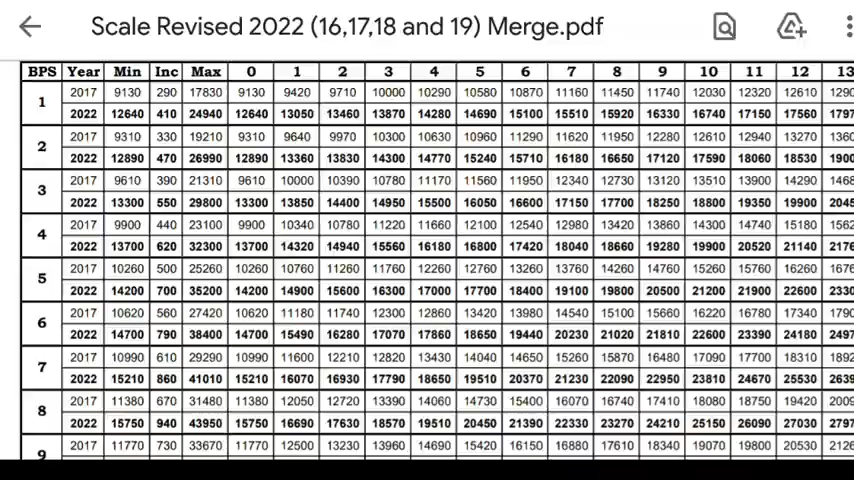 Scale Revised 2022 (16,17,18 and 19) Merge.pdf
BPS Year Min Inc Max 0 1 2 3 4 5 6 7 8 9 10 11 12 13
1 2017 9130 290 17830 9130 9420 9710 10000 10290 10580 10870 11160 11450 11740 12030 12320 12610 1290
2022 12640 410 24940 12640 13050 13460 13870 14280 14690 15100 15510 15920 16330 16740 17150 17560 1797
2 2017 9310 330 19210 9310 9640 9970 10300 10630 10960 11290 11620 11950 12280 12610 12940 13270 1360
2022 12890 470 26990 12890 13360 13830 14300 14770 15240 15710 16180 16650 17120 17590 18060 18530 1900
3 2017 9610 390 21310 9610 10000 10390 10780 11170 11560 11950 12340 12730 13120 13510 13900 14290 1468
2022 13300 550 29800 13300 13850 14400 14950 15500 16050 16600 17150 17700 18250 18800 19350 19900 2045
4 2017 9900 440 23100 9900 10340 10780 11220 11660 12100 12540 12980 13420 13860 14300 14740 15180 1562
2022 13700 620 32300 13700 14320 14940 15560 16180 16800 17420 18040 18660 19280 19900 20520 21140 2176
5 2017 10260 500 25260 10260 10760 11260 11760 12260 12760 13260 13760 14260 14760 15260 15760 16260 1676
2022 14200 700 35200 14200 14900 15600 16300 17000 17700 18400 19100 19800 20500 21200 21900 22600 2330
6 2017 10620 560 27420 10620 11180 11740 12300 12860 13420 13980 14540 15100 15660 16220 16780 17340 1790
2022 14700 790 38400 14700 15490 16280 17070 17860 18650 19440 20230 21020 21810 22600 23390 24180 2497
7 2017 10990 610 29290 10990 11600 12210 12820 13430 14040 14650 15260 15870 16480 17090 17700 18310 1892
2022 15210 860 41010 15210 16070 16930 17790 18650 19510 20370 21230 22090 22950 23810 24670 25530 2639
8 2017 11380 670 31480 11380 12050 12720 13390 14060 14730 15400 16070 16740 17410 18080 18750 19420 2009
2022 15750 940 43950 15750 16690 17630 18570 19510 20450 21390 22330 23270 24210 25150 26090 27030 2797
9 2017 11770 730 33670 11770 12500 13230 13960 14690 15420 16150 16880 17610 18340 19070 19800 20530 2126